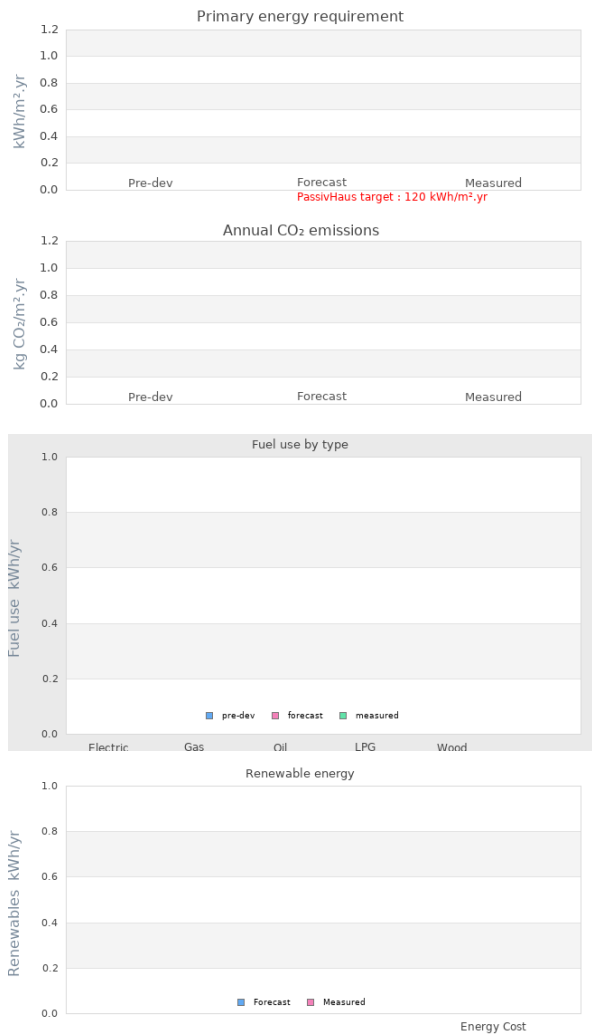 Primary energy requirement
kWh/m².yr
1.2
1.0
0.8
0.6
0.4
0.2
0.0
Pre-dev Forecast Measured
PassivHaus target : 120 kWh/m².yr
Annual CO₂ emissions
kg CO₂/m².yr
1.2
1.0
0.8
0.6
0.4
0.2
0.0
Pre-dev Forecast Measured
Fuel use by type
Fuel use kWh/yr
1.0
0.8
0.6
0.4
0.2
0.0
pre-dev forecast measured
Electric Gas Oil LPG Wood
Renewable energy
Renewables kWh/yr
1.0
0.8
0.6
0.4
0.2
0.0
Forecast Measured
Energy Cost